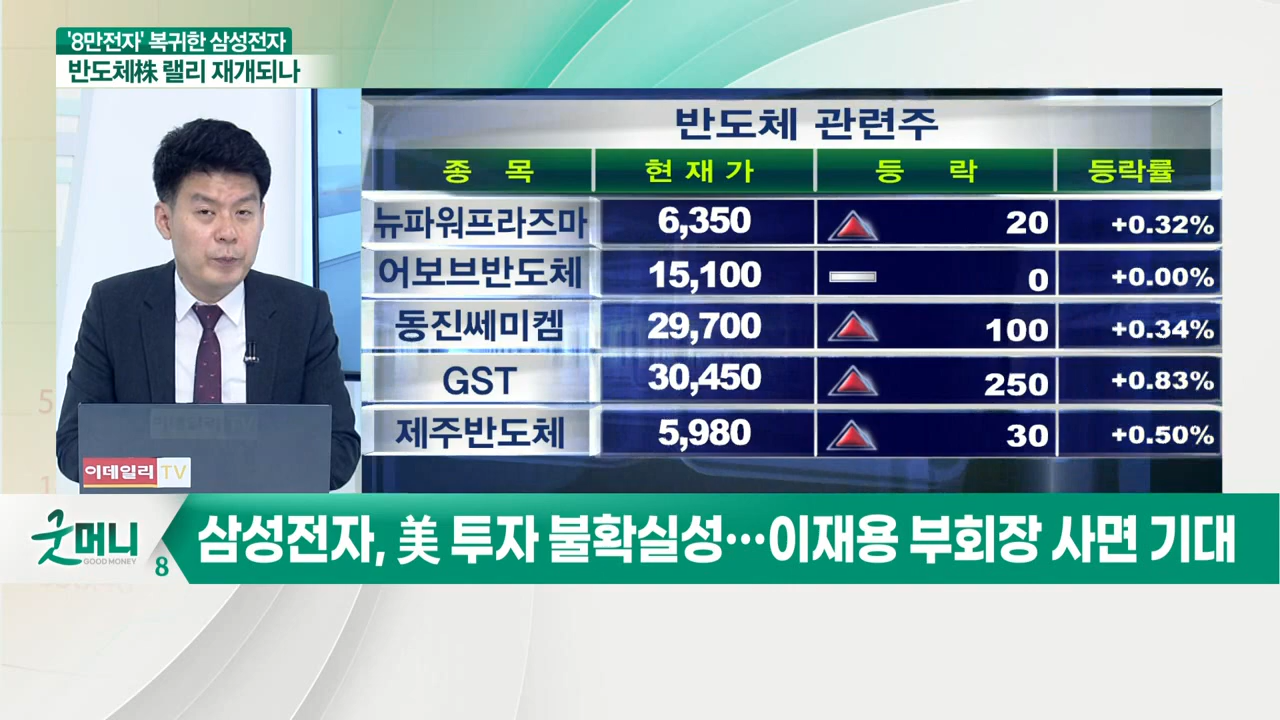 '8만전자' 복귀한 삼성전자
반도체株 랠리 재개되나
반도체 관련주
종 목 현 재 가 등 락 등락률
뉴파워프라즈마 6,350 20 +0.32%
어보브반도체 15,100 0 +0.00%
동진쎄미켐 29,700 100 +0.34%
GST 30,450 250 +0.83%
제주반도체 5,980 30 +0.50%
이데일리 TV
굿머니
GOOD MONEY
8
삼성전자, 美 투자 불확실성…이재용 부회장 사면 기대
5
1